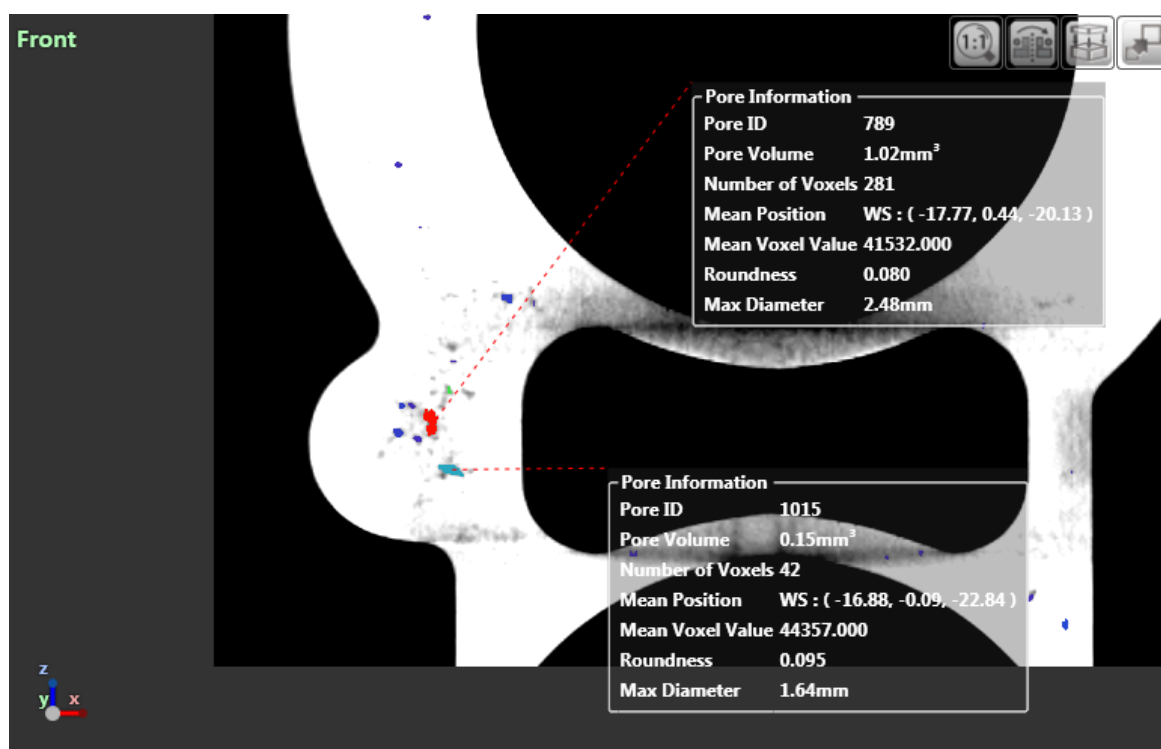 Front
1:1
Pore Information
Pore ID 789
Pore Volume 1.02mm³
Number of Voxels 281
Mean Position WS : ( -17.77, 0.44, -20.13 )
Mean Voxel Value 41532.000
Roundness 0.080
Max Diameter 2.48mm
Pore Information
Pore ID 1015
Pore Volume 0.15mm³
Number of Voxels 42
Mean Position WS : ( -16.88, -0.09, -22.84 )
Mean Voxel Value 44357.000
Roundness 0.095
Max Diameter 1.64mm
z
y x